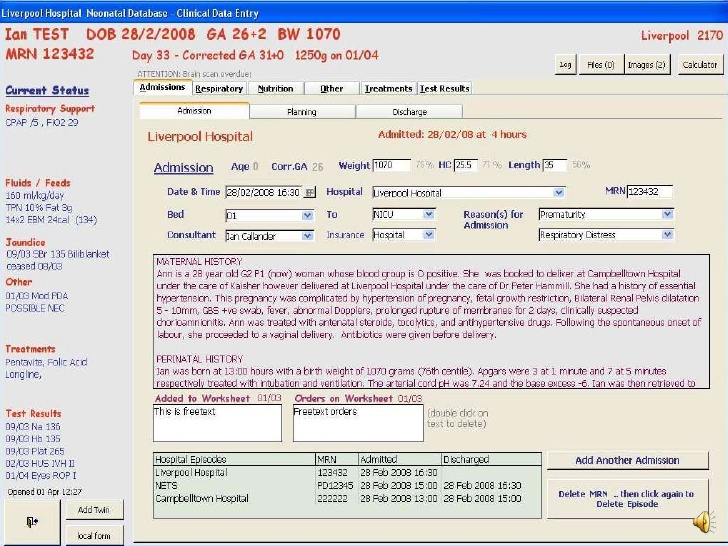 Liverpool Hospital Neonatal Database - Clinical Data Entry
Ian TEST DOB 28/2/2008 GA 26+2 BW 1070
Liverpool 2170
MRN 123432 Day 33 - Corrected GA 31+0 1250g on 01/04
Log Files (0) Images (2) Calculator
ATTENTION: Brain scan overdue;
Current Status
Respiratory Support
CPAP /5 , FIO2 29
Fluids / Feeds
160 ml/kg/day
TPN 10% Fat 3g
14x2 EBM 24cal (134)
Jaundice
09/03 SBr 135 Biliblanket
ceased 08/03
Other
01/03 Mod PDA
POSSIBLE NEC
Treatments
Pentavite, Folic Acid
Longline,
Test Results
09/03 Na 136
09/03 Hb 135
09/03 Plat 265
02/03 HUS IVH II
01/04 Eyes ROP I
Opened 01 Apr 12:27
Add Twin
local form
Admissions Respiratory Nutrition Other Treatments Test Results
Admission Planning Discharge
Liverpool Hospital Admitted: 28/02/08 at 4 hours
Admission Age 0 Corr.GA 26 Weight 1070 76% HC 25.5 71% Length 35 56%
Date & Time 28/02/2008 16:30 Hospital Liverpool Hospital MRN 123432
Bed 01 To NICU Reason(s) for Admission Prematurity
Consultant Ian Callander Insurance Hospital Respiratory Distress
MATERNAL HISTORY
Ann is a 28 year old G2 P1 (now) woman whose blood group is O positive. She was booked to deliver at Campbelltown Hospital
under the care of Kaisher however delivered at Liverpool Hospital under the care of Dr Peter Hammill. She had a history of essential
hypertension. This pregnancy was complicated by hypertension of pregnancy, fetal growth restriction, Bilateral Renal Pelvis dilatation
5 - 10mm, GBS +ve swab, fever, abnormal Dopplers, prolonged rupture of membranes for 2 days, clinically suspected
chorioamnionitis. Ann was treated with antenatal steroids, tocolytics, and antihypertensive drugs. Following the spontaneous onset of
labour, she proceeded to a vaginal delivery. Antibiotics were given before delivery.
PERINATAL HISTORY
Ian was born at 13:00 hours with a birth weight of 1070 grams (76th centile). Apgars were 3 at 1 minute and 7 at 5 minutes
respectively treated with intubation and ventilation. The arterial cord pH was 7.24 and the base excess -6. Ian was then retrieved to
Added to Worksheet 01/03 Orders on Worksheet 01/03
This is freetext Freetext orders
(double click on
text to delete)
Hospital Episodes MRN Admitted Discharged
Liverpool Hospital 123432 28 Feb 2008 16:30
NETS PD12345 28 Feb 2008 15:00 28 Feb 2008 16:30
Campbelltown Hospital 222222 28 Feb 2008 13:00 28 Feb 2008 15:00
Add Another Admission
Delete MRN .. then click again to
Delete Episode